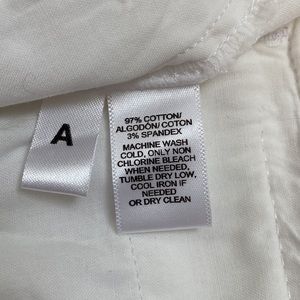 A
97% COTTON/
ALGODÓN/ COTON
3% SPANDEX
MACHINE WASH
COLD, ONLY NON
CHLORINE BLEACH
WHEN NEEDED,
TUMBLE DRY LOW,
COOL IRON IF
NEEDED
OR DRY CLEAN